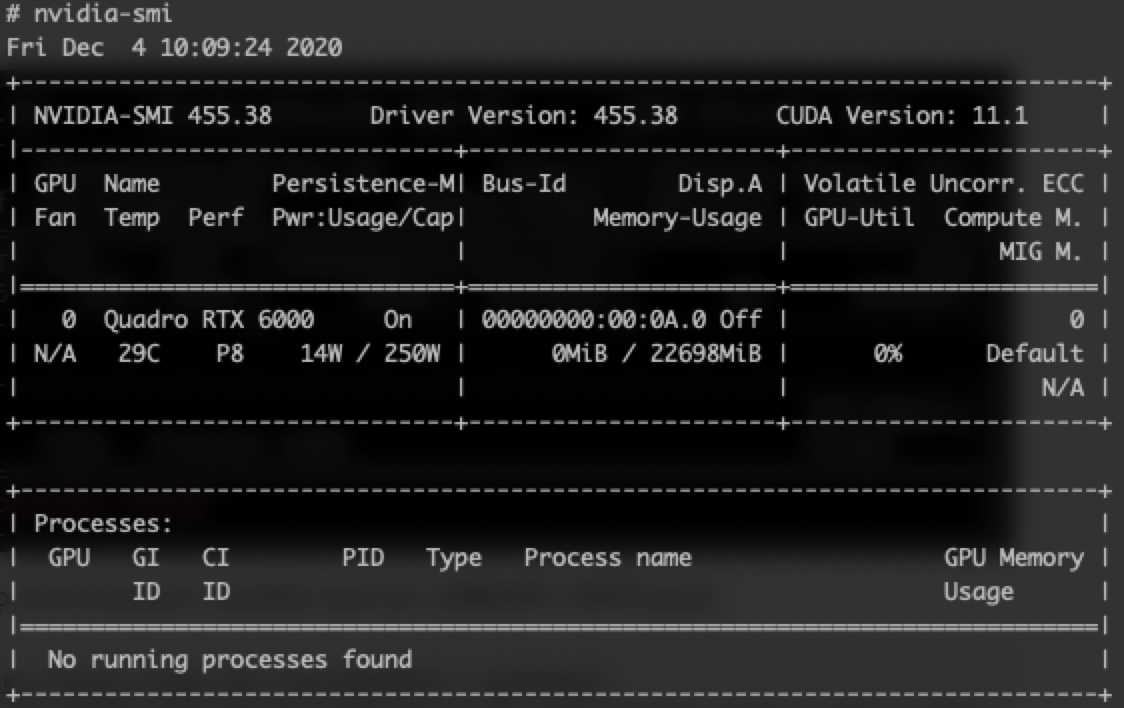 # nvidia-smi
Fri Dec  4 10:09:24 2020
+-----------------------------------------------------------------------------+
| NVIDIA-SMI 455.38       Driver Version: 455.38       CUDA Version: 11.1     |
|-------------------------------+----------------------+----------------------+
| GPU  Name        Persistence-M| Bus-Id        Disp.A | Volatile Uncorr. ECC |
| Fan  Temp  Perf  Pwr:Usage/Cap|         Memory-Usage | GPU-Util  Compute M. |
|                               |                      |               MIG M. |
|===============================+======================+======================|
|   0  Quadro RTX 6000     On   | 00000000:00:0A.0 Off |                    0 |
| N/A   29C    P8    14W / 250W |      0MiB / 22698MiB |      0%      Default |
|                               |                      |                  N/A |
+-------------------------------+----------------------+----------------------+

+-----------------------------------------------------------------------------+
| Processes:                                                                  |
|  GPU   GI   CI        PID   Type   Process name                  GPU Memory |
|        ID   ID                                                   Usage      |
|=============================================================================|
|  No running processes found                                                 |
+-----------------------------------------------------------------------------+